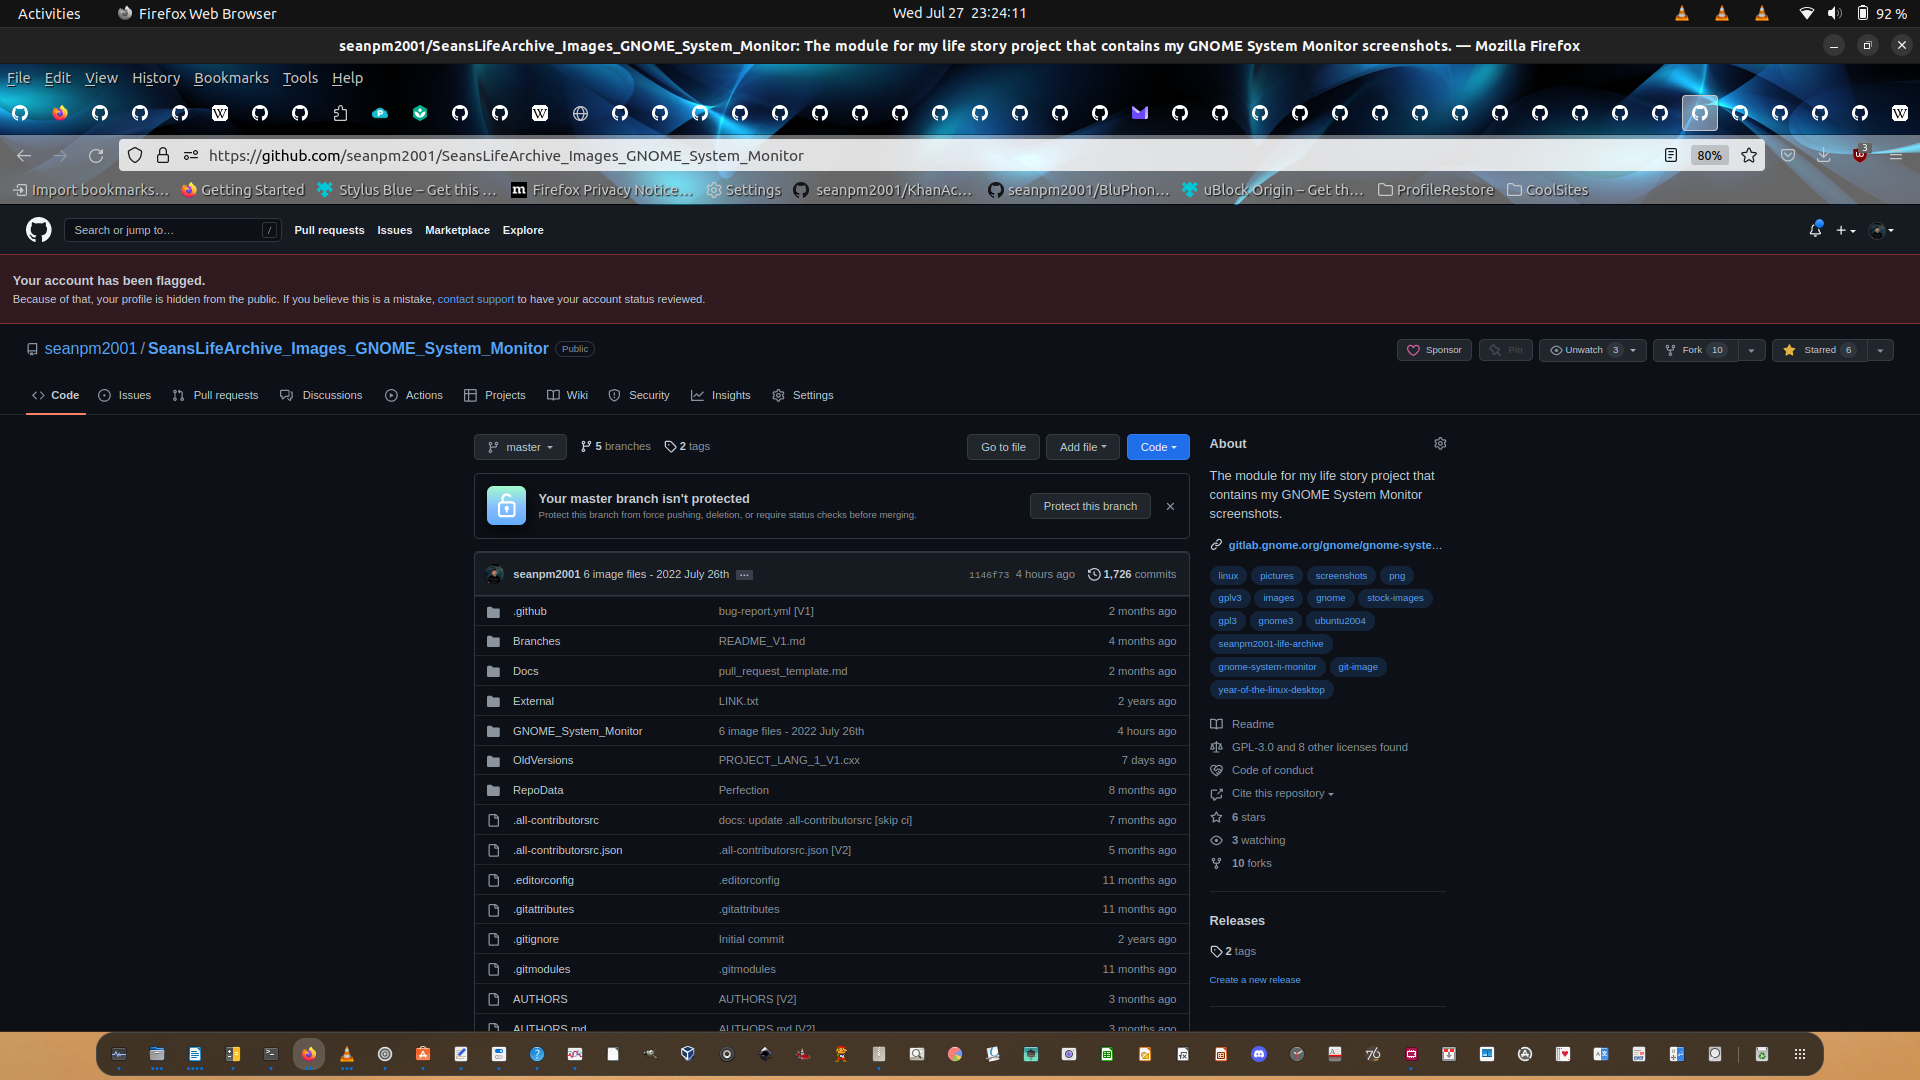 Activities
Firefox Web Browser
Wed Jul 27 23:24:11
92 %
seanpm2001/SeansLifeArchive_Images_GNOME_System_Monitor: The module for my life story project that contains my GNOME System Monitor screenshots. — Mozilla Firefox
File Edit View History Bookmarks Tools Help
https://github.com/seanpm2001/SeansLifeArchive_Images_GNOME_System_Monitor
80%
3
Import bookmarks… Getting Started Stylus Blue – Get this … Firefox Privacy Notice… Settings seanpm2001/KhanAc… seanpm2001/BluPhon… uBlock Origin – Get th… ProfileRestore CoolSites
Search or jump to… /
Pull requests Issues Marketplace Explore
Your account has been flagged.
Because of that, your profile is hidden from the public. If you believe this is a mistake, contact support to have your account status reviewed.
seanpm2001 / SeansLifeArchive_Images_GNOME_System_Monitor Public
Sponsor Pin Unwatch 3 Fork 10 Starred 6
Code Issues Pull requests Discussions Actions Projects Wiki Security Insights Settings
master 5 branches 2 tags
Go to file Add file Code
Your master branch isn't protected
Protect this branch from force pushing, deletion, or require status checks before merging.
Protect this branch
seanpm2001 6 image files - 2022 July 26th … 1146f73 4 hours ago 1,726 commits
.github bug-report.yml [V1] 2 months ago
Branches README_V1.md 4 months ago
Docs pull_request_template.md 2 months ago
External LINK.txt 2 years ago
GNOME_System_Monitor 6 image files - 2022 July 26th 4 hours ago
OldVersions PROJECT_LANG_1_V1.cxx 7 days ago
RepoData Perfection 8 months ago
.all-contributorsrc docs: update .all-contributorsrc [skip ci] 7 months ago
.all-contributorsrc.json .all-contributorsrc.json [V2] 5 months ago
.editorconfig .editorconfig 11 months ago
.gitattributes .gitattributes 11 months ago
.gitignore Initial commit 2 years ago
.gitmodules .gitmodules 11 months ago
AUTHORS AUTHORS [V2] 3 months ago
AUTHORS.md AUTHORS.md [V2] 3 months ago
About
The module for my life story project that
contains my GNOME System Monitor
screenshots.
gitlab.gnome.org/gnome/gnome-syste…
linux pictures screenshots png
gplv3 images gnome stock-images
gpl3 gnome3 ubuntu2004
seanpm2001-life-archive
gnome-system-monitor git-image
year-of-the-linux-desktop
Readme
GPL-3.0 and 8 other licenses found
Code of conduct
Cite this repository
6 stars
3 watching
10 forks
Releases
2 tags
Create a new release